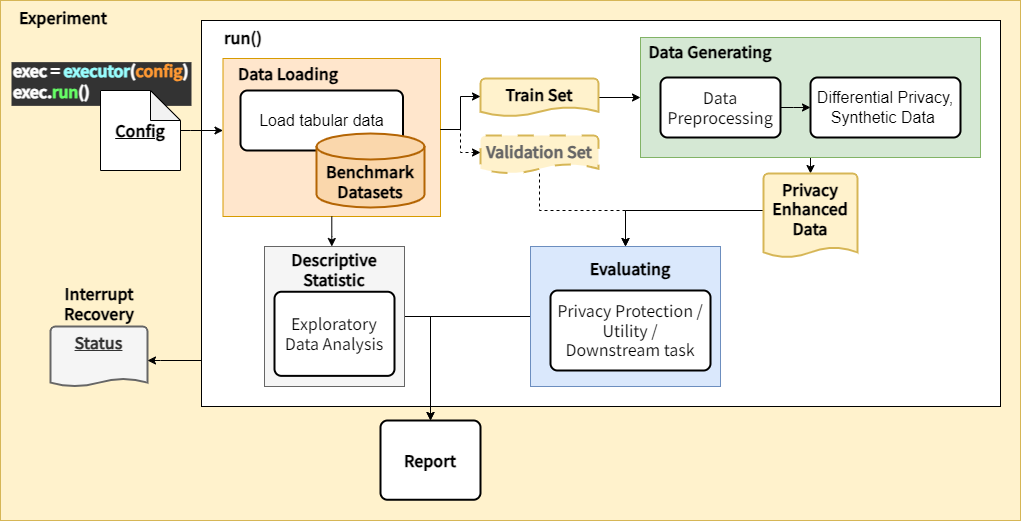 Experiment
exec = executor(config)
exec.run()
Config
run()
Data Loading
Load tabular data
Benchmark
Datasets
Train Set
Validation Set
Data Generating
Data
Preprocessing
Differential Privacy,
Synthetic Data
Privacy
Enhanced
Data
Descriptive
Statistic
Exploratory
Data Analysis
Evaluating
Privacy Protection /
Utility /
Downstream task
Interrupt
Recovery
Status
Report